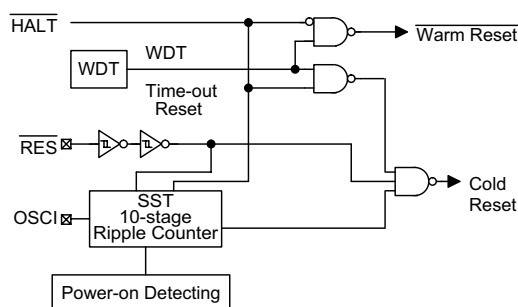 HALT
WDT
WDT
Time-out
Reset
Warm Reset
RES
OSCI
SST
10-stage
Ripple Counter
Cold
Reset
Power-on Detecting